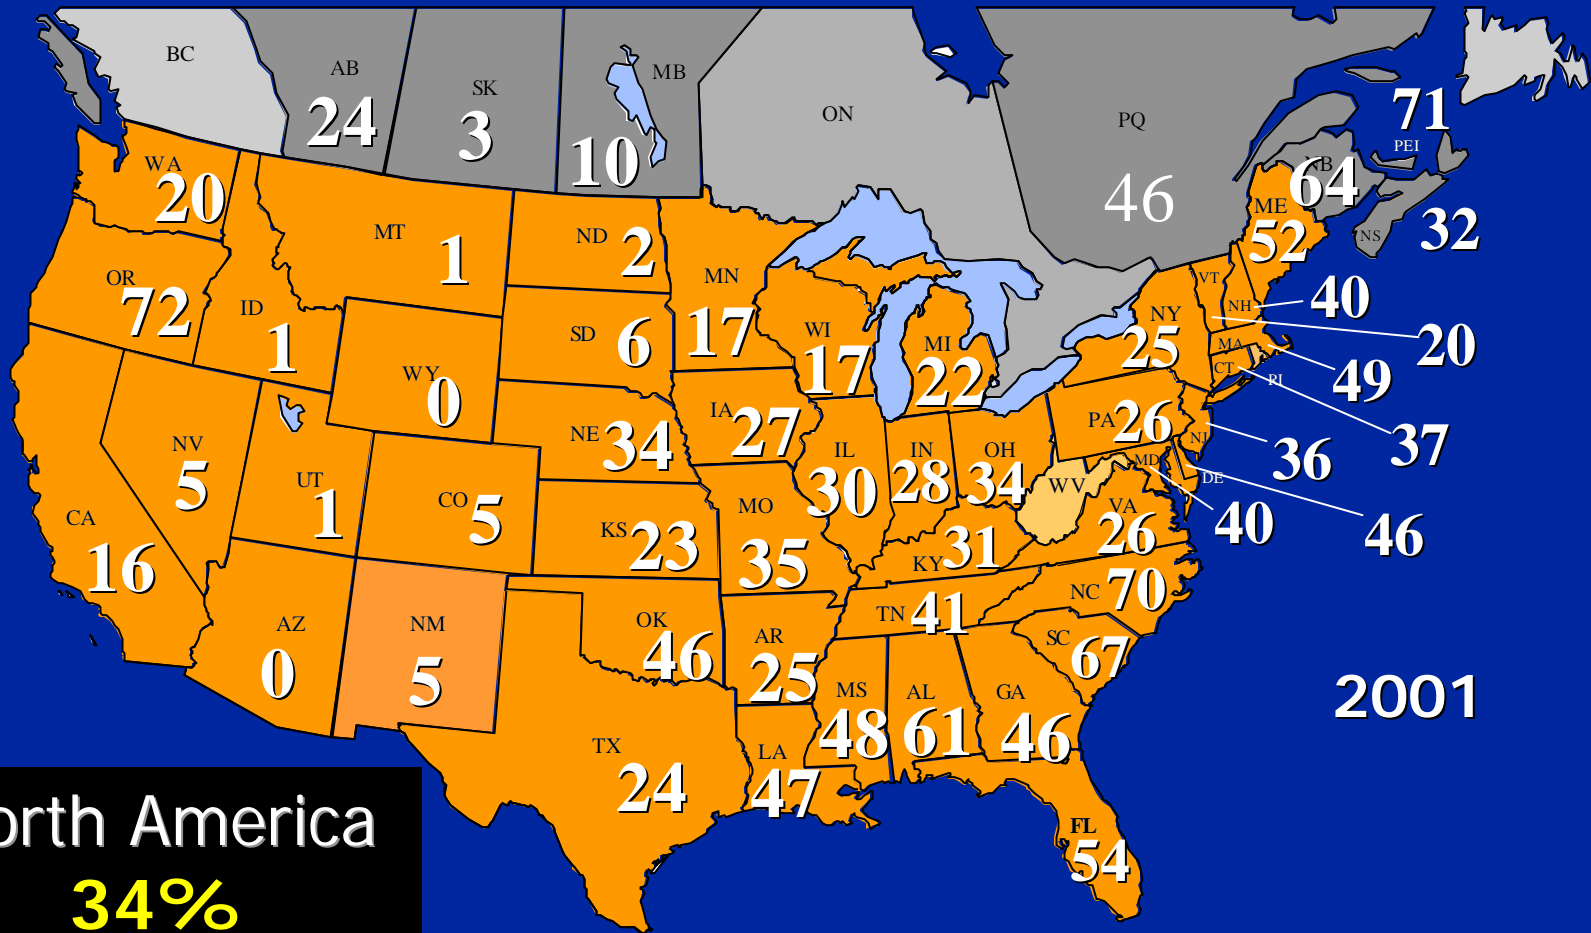 BC
AB
24
SK
3
MB
10
ON
PQ
46
71
PEI
NB
64
NS
32
WA
20
OR
72
MT
1
ID
1
WY
0
ND
2
SD
6
MN
17
WI
17
MI
22
NY
25
VT
ME
52
NH
40
20
MA
49
CT
RI
37
NV
5
UT
1
CA
16
CO
5
NE
34
IA
27
KS
23
MO
35
IL
30
IN
28
OH
34
PA
26
NJ
36
MD
DE
40
46
WV
VA
26
KY
31
NC
70
TN
41
SC
67
AZ
0
NM
5
OK
46
AR
25
TX
24
LA
47
MS
48
AL
61
GA
46
FL
54
2001
orth America
34%